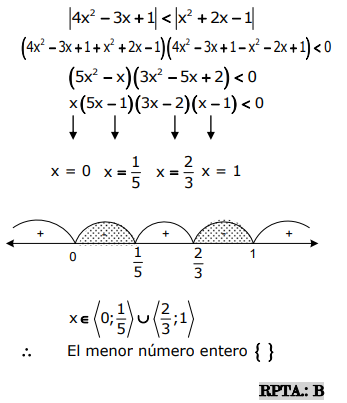 |4x² – 3x + 1| < |x² + 2x – 1|
(4x² – 3x + 1 + x² + 2x – 1)(4x² – 3x + 1 – x² – 2x + 1) < 0
(5x² – x)(3x² – 5x + 2) < 0
x(5x – 1)(3x – 2)(x – 1) < 0
x = 0 x = 1/5 x = 2/3 x = 1
+ – + – +
0 1/5 2/3 1
x ∈ ⟨0; 1/5⟩ ∪ ⟨2/3; 1⟩
∴ El menor número entero { }
RPTA.: B